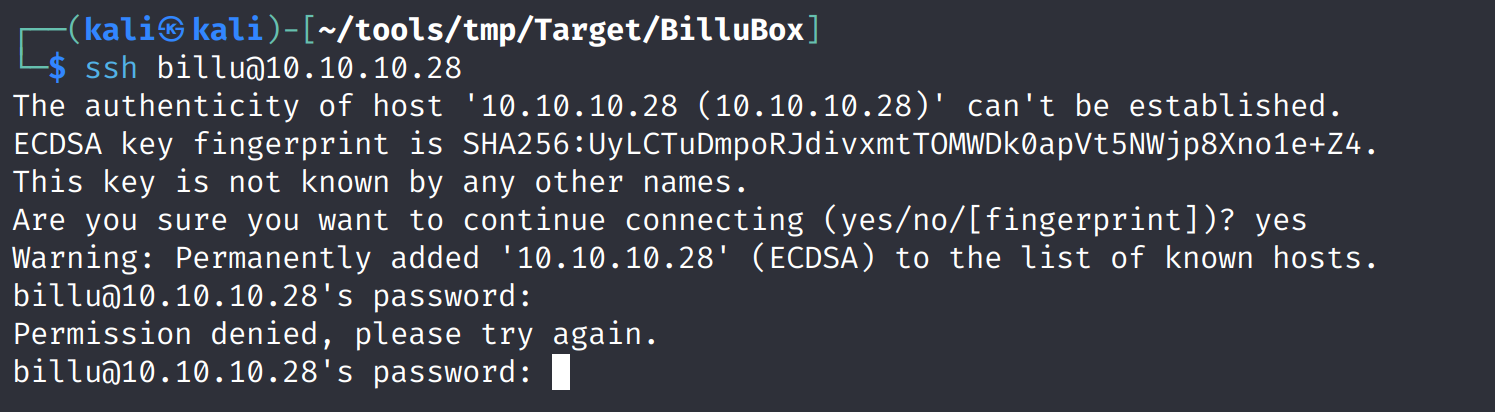 ┌──(kali㉿kali)-[~/tools/tmp/Target/BilluBox]
└─$ ssh billu@10.10.10.28
The authenticity of host '10.10.10.28 (10.10.10.28)' can't be established.
ECDSA key fingerprint is SHA256:UyLCTuDmpoRJdivxmtTOMWDk0apVt5NWjp8Xno1e+Z4.
This key is not known by any other names.
Are you sure you want to continue connecting (yes/no/[fingerprint])? yes
Warning: Permanently added '10.10.10.28' (ECDSA) to the list of known hosts.
billu@10.10.10.28's password:
Permission denied, please try again.
billu@10.10.10.28's password: